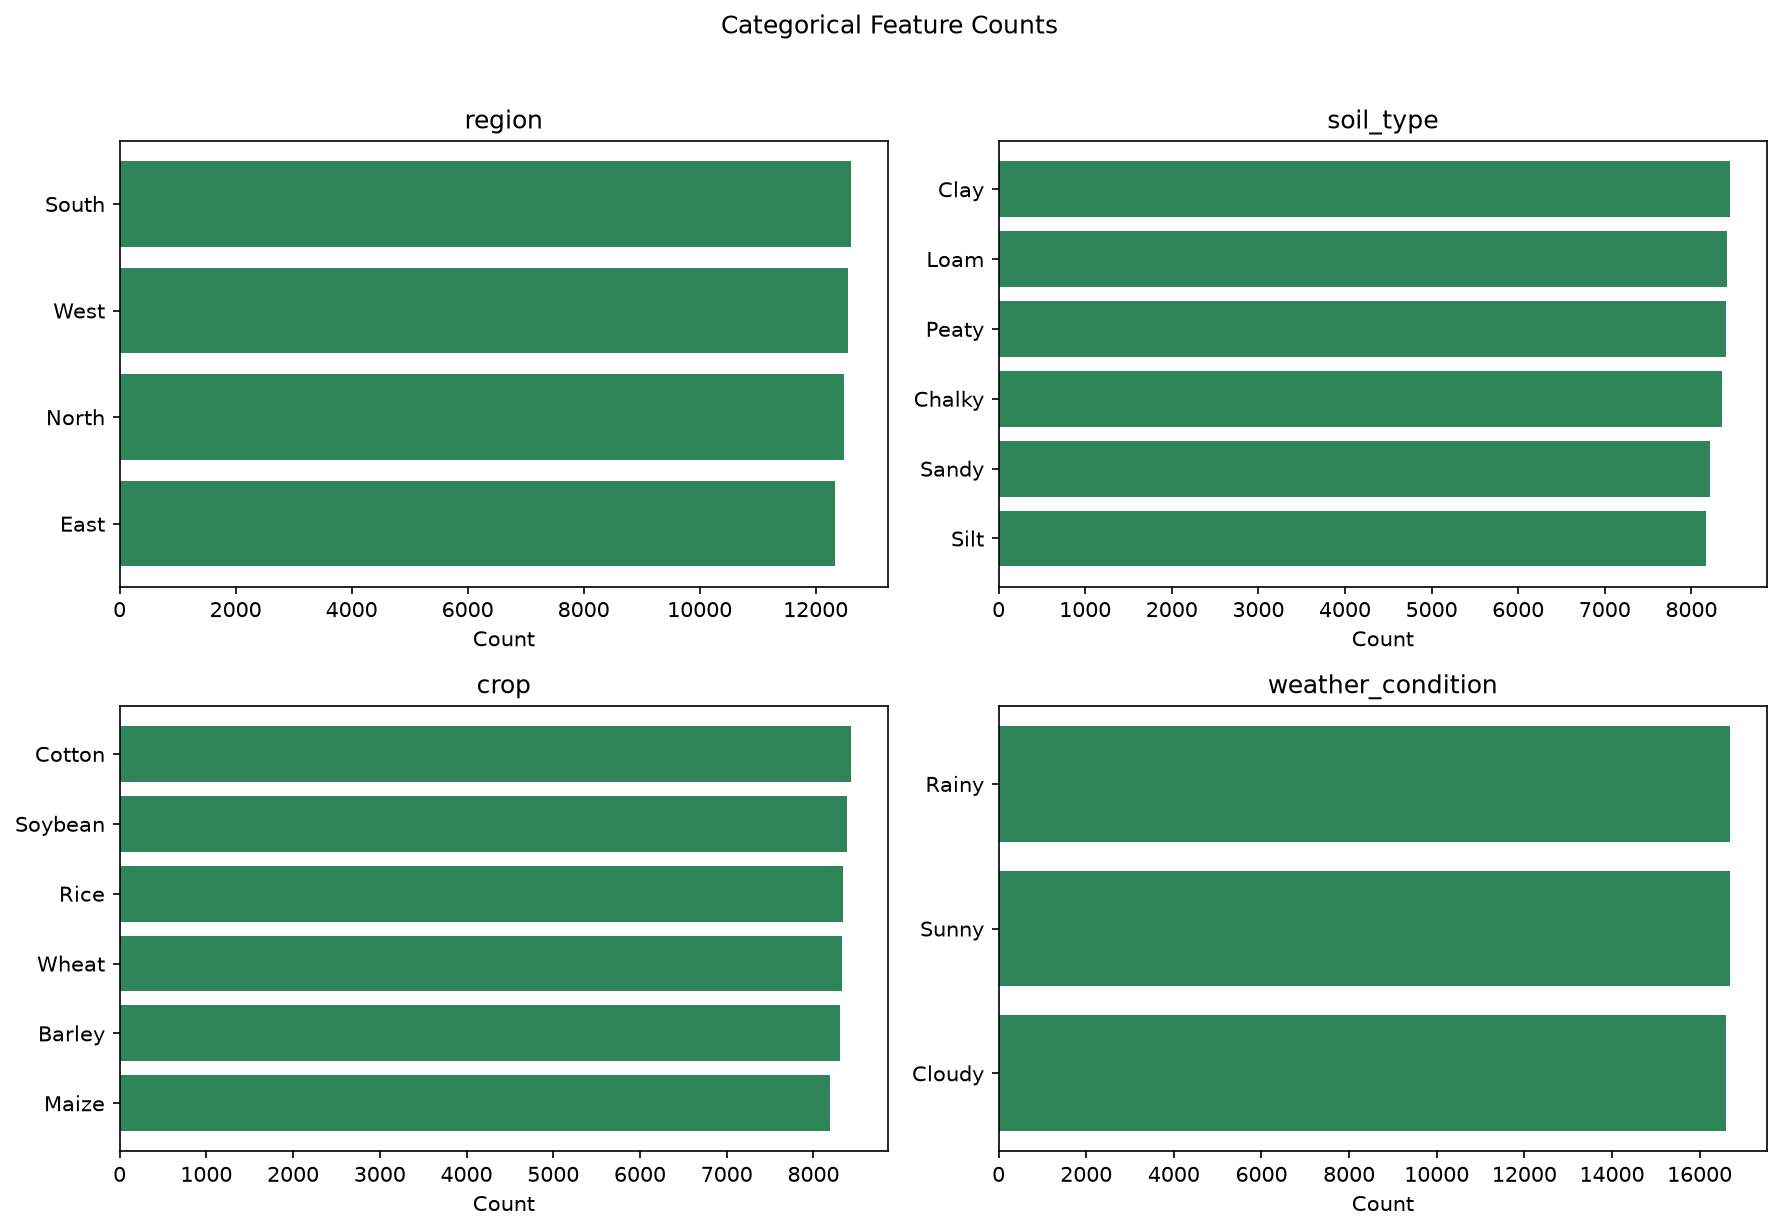 Categorical Feature Counts
region
South
West
North
East
0 2000 4000 6000 8000 10000 12000
Count
soil_type
Clay
Loam
Peaty
Chalky
Sandy
Silt
0 1000 2000 3000 4000 5000 6000 7000 8000
Count
crop
Cotton
Soybean
Rice
Wheat
Barley
Maize
0 1000 2000 3000 4000 5000 6000 7000 8000
Count
weather_condition
Rainy
Sunny
Cloudy
0 2000 4000 6000 8000 10000 12000 14000 16000
Count